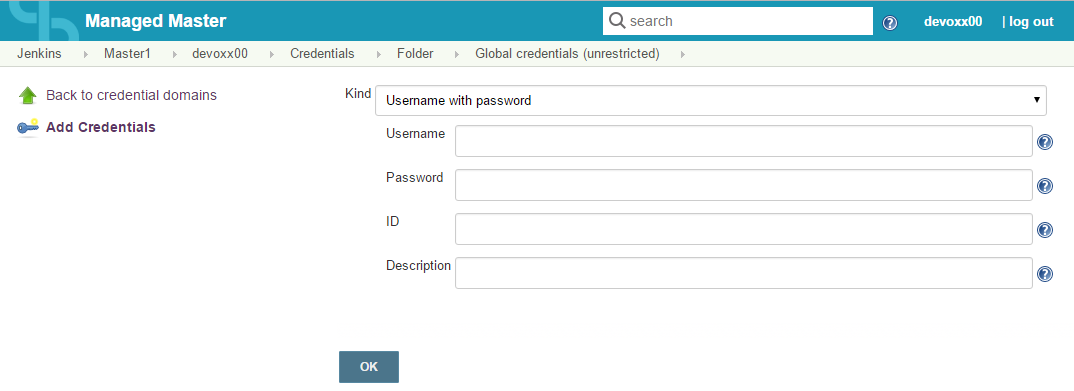 Managed Master search ? devoxx00 | log out
Jenkins Master1 devoxx00 Credentials Folder Global credentials (unrestricted)
Back to credential domains
Add Credentials
Kind Username with password
Username ?
Password ?
ID ?
Description ?
OK